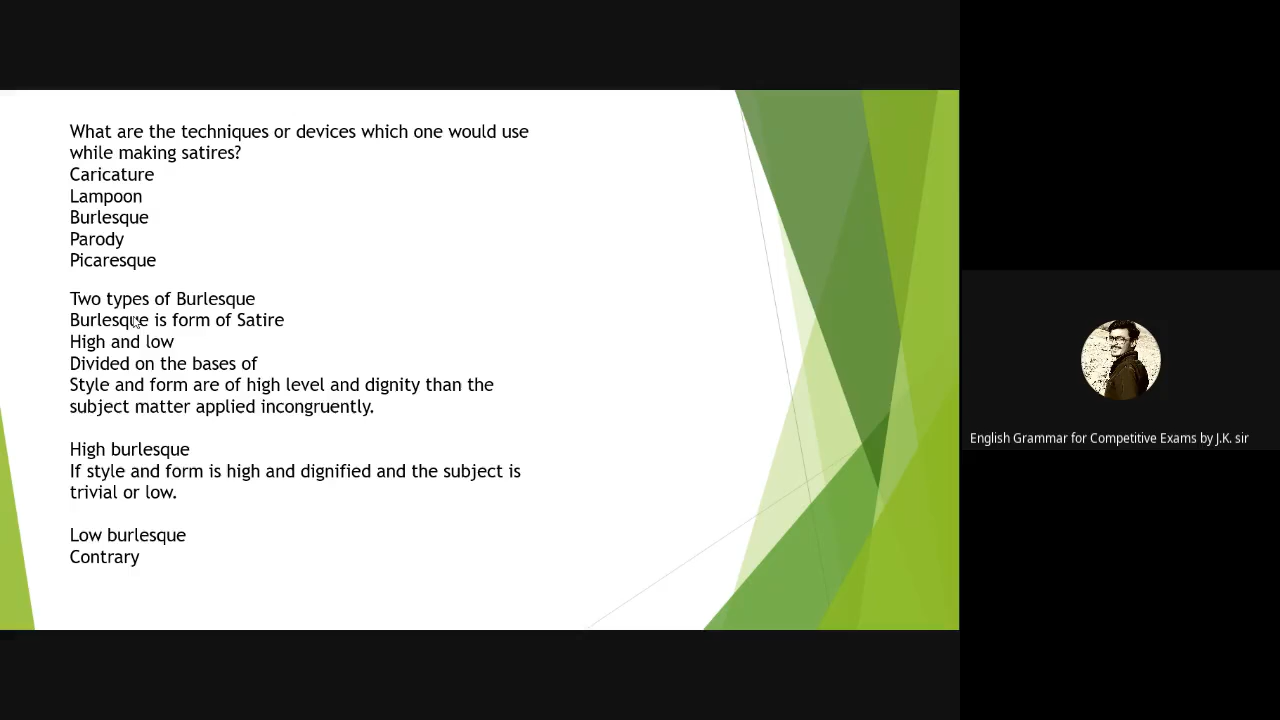 What are the techniques or devices which one would use
while making satires?
Caricature
Lampoon
Burlesque
Parody
Picaresque
Two types of Burlesque
Burlesque is form of Satire
High and low
Divided on the bases of
Style and form are of high level and dignity than the
subject matter applied incongruently.
High burlesque
If style and form is high and dignified and the subject is
trivial or low.
Low burlesque
Contrary
English Grammar for Competitive Exams by J.K. sir